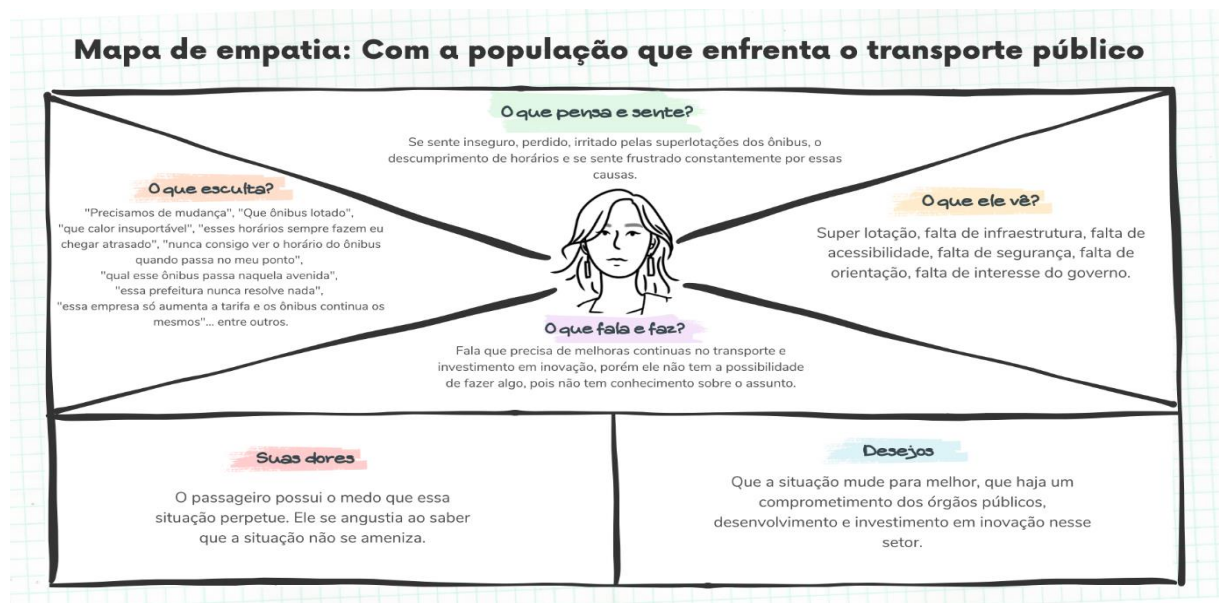 Mapa de empatia: Com a população que enfrenta o transporte público
O que pensa e sente?
Se sente inseguro, perdido, irritado pelas superlotações dos ônibus, o
descumprimento de horários e se sente frustrado constantemente por essas
causas.
O que esculta?
"Precisamos de mudança", "Que ônibus lotado",
"que calor insuportável", "esses horários sempre fazem eu
chegar atrasado", "nunca consigo ver o horário do ônibus
quando passa no meu ponto",
"qual esse ônibus passa naquela avenida",
"essa prefeitura nunca resolve nada",
"essa empresa só aumenta a tarifa e os ônibus continua os
mesmos"... entre outros.
O que ele vê?
Super lotação, falta de infraestrutura, falta de
acessibilidade, falta de segurança, falta de
orientação, falta de interesse do governo.
O que fala e faz?
Fala que precisa de melhoras continuas no transporte e
investimento em inovação, porém ele não tem a possibilidade
de fazer algo, pois não tem conhecimento sobre o assunto.
Suas dores
O passageiro possui o medo que essa
situação perpetue. Ele se angustia ao saber
que a situação não se ameniza.
Desejos
Que a situação mude para melhor, que haja um
comprometimento dos órgãos públicos,
desenvolvimento e investimento em inovação nesse
setor.